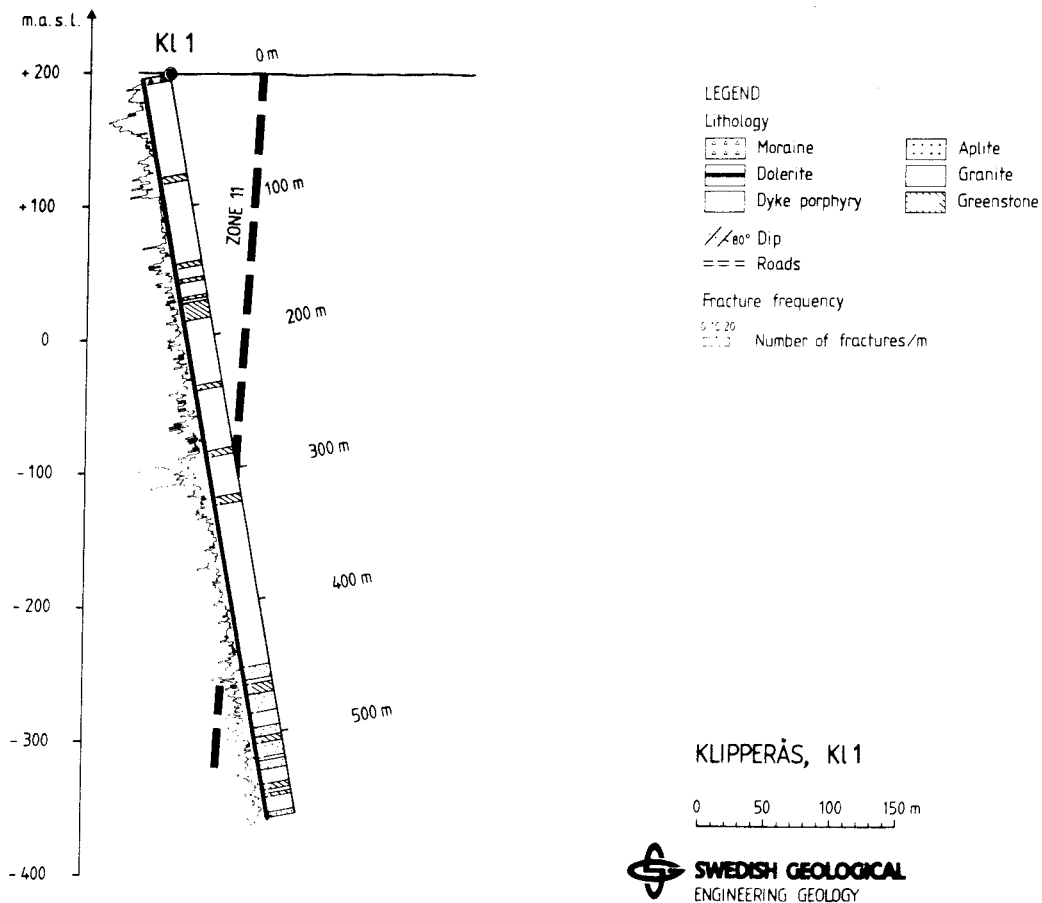 m.a.s.l.
Kl 1
0 m
+200
100 m
+100
ZONE 11
200 m
0
300 m
-100
400 m
-200
500 m
-300
-400
LEGEND
Lithology
Moraine
Aplite
Dolerite
Granite
Dyke porphyry
Greenstone
80° Dip
Roads
Fracture frequency
0 10 20
Number of fractures/m
KLIPPERÅS, Kl 1
0 50 100 150 m
SWEDISH GEOLOGICAL
ENGINEERING GEOLOGY